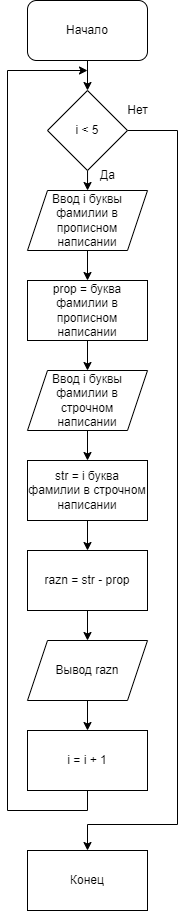 Начало
i < 5
Нет
Да
Ввод i буквы
фамилии в
прописном
написании
prop = буква
фамилии в
прописном
написании
Ввод i буквы
фамилии в
строчном
написании
str = i буква
фамилии в строчном
написании
razn = str - prop
Вывод razn
i = i + 1
Конец